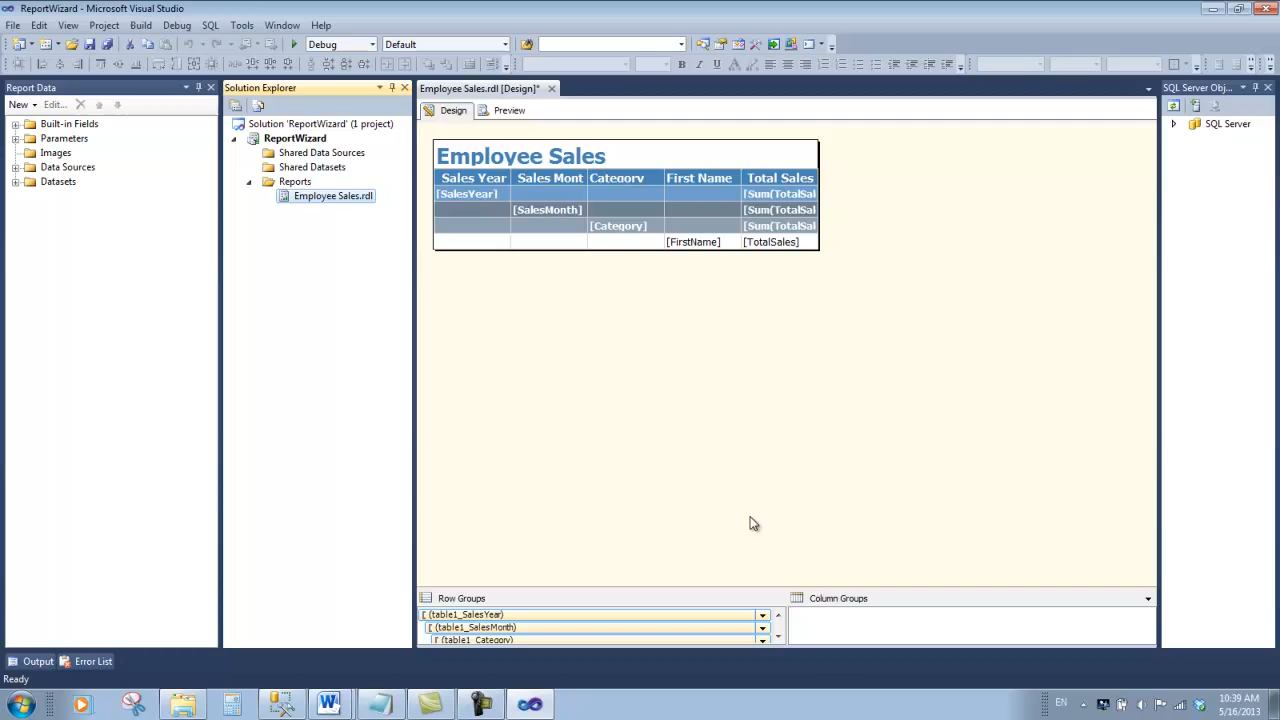 ReportWizard - Microsoft Visual Studio
File Edit View Project Build Debug SQL Tools Window Help
Debug Default
Report Data
Solution Explorer
Employee Sales.rdl [Design]*
SQL Server Obj...
New Edit...
Design Preview
Built-in Fields
Parameters
Images
Data Sources
Datasets
Solution 'ReportWizard' (1 project)
ReportWizard
Shared Data Sources
Shared Datasets
Reports
Employee Sales.rdl
Employee Sales
Sales Year Sales Mont Category First Name Total Sales
[SalesYear] [Sum(TotalSal
[SalesMonth] [Sum(TotalSal
[Category] [Sum(TotalSal
[FirstName] [TotalSales]
SQL Server
Row Groups
Column Groups
[ (table1_SalesYear)
[ (table1_SalesMonth)
[ (table1_Category)
Output Error List
Ready
EN
10:39 AM
5/16/2013